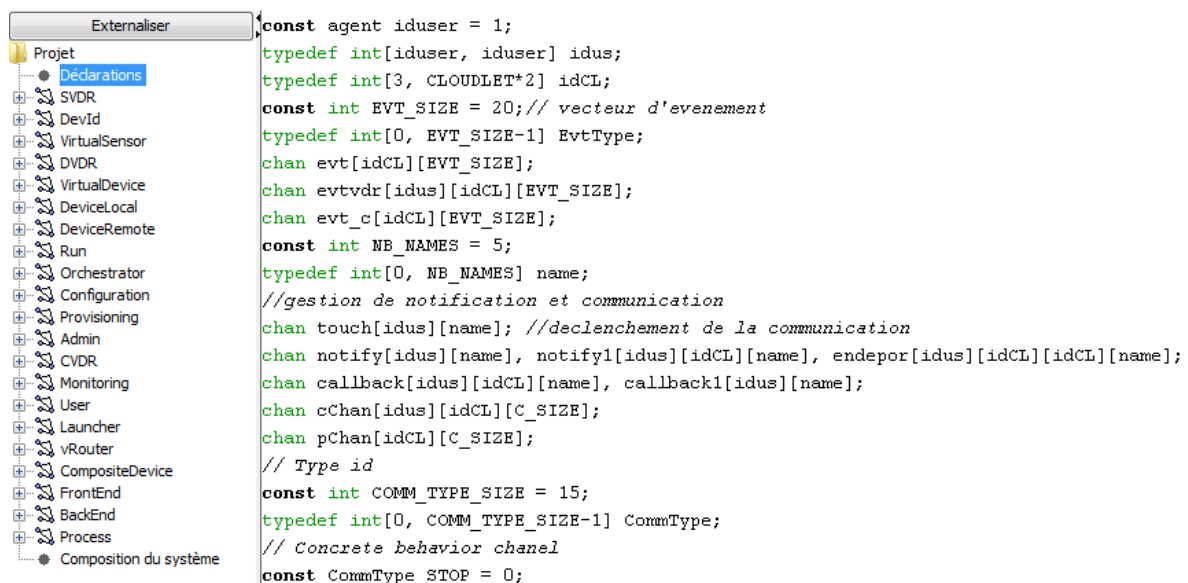 Externaliser
Projet
Déclarations
SVDR
DevId
VirtualSensor
DVDR
VirtualDevice
DeviceLocal
DeviceRemote
Run
Orchestrator
Configuration
Provisioning
Admin
CVDR
Monitoring
User
Launcher
vRouter
CompositeDevice
FrontEnd
BackEnd
Process
Composition du système
const agent iduser = 1;
typedef int[iduser, iduser] idus;
typedef int[3, CLOUDLET*2] idCL;
const int EVT_SIZE = 20;// vecteur d'evenement
typedef int[0, EVT_SIZE-1] EvtType;
chan evt[idCL][EVT_SIZE];
chan evtvdr[idus][idCL][EVT_SIZE];
chan evt_c[idCL][EVT_SIZE];
const int NB_NAMES = 5;
typedef int[0, NB_NAMES] name;
//gestion de notification et communication
chan touch[idus][name]; //declenchement de la communication
chan notify[idus][name], notify1[idus][idCL][name], endepor[idus][idCL][idCL][name];
chan callback[idus][idCL][name], callback1[idus][name];
chan cChan[idus][idCL][C_SIZE];
chan pChan[idCL][C_SIZE];
// Type id
const int COMM_TYPE_SIZE = 15;
typedef int[0, COMM_TYPE_SIZE-1] CommType;
// Concrete behavior chanel
const CommType STOP = 0;